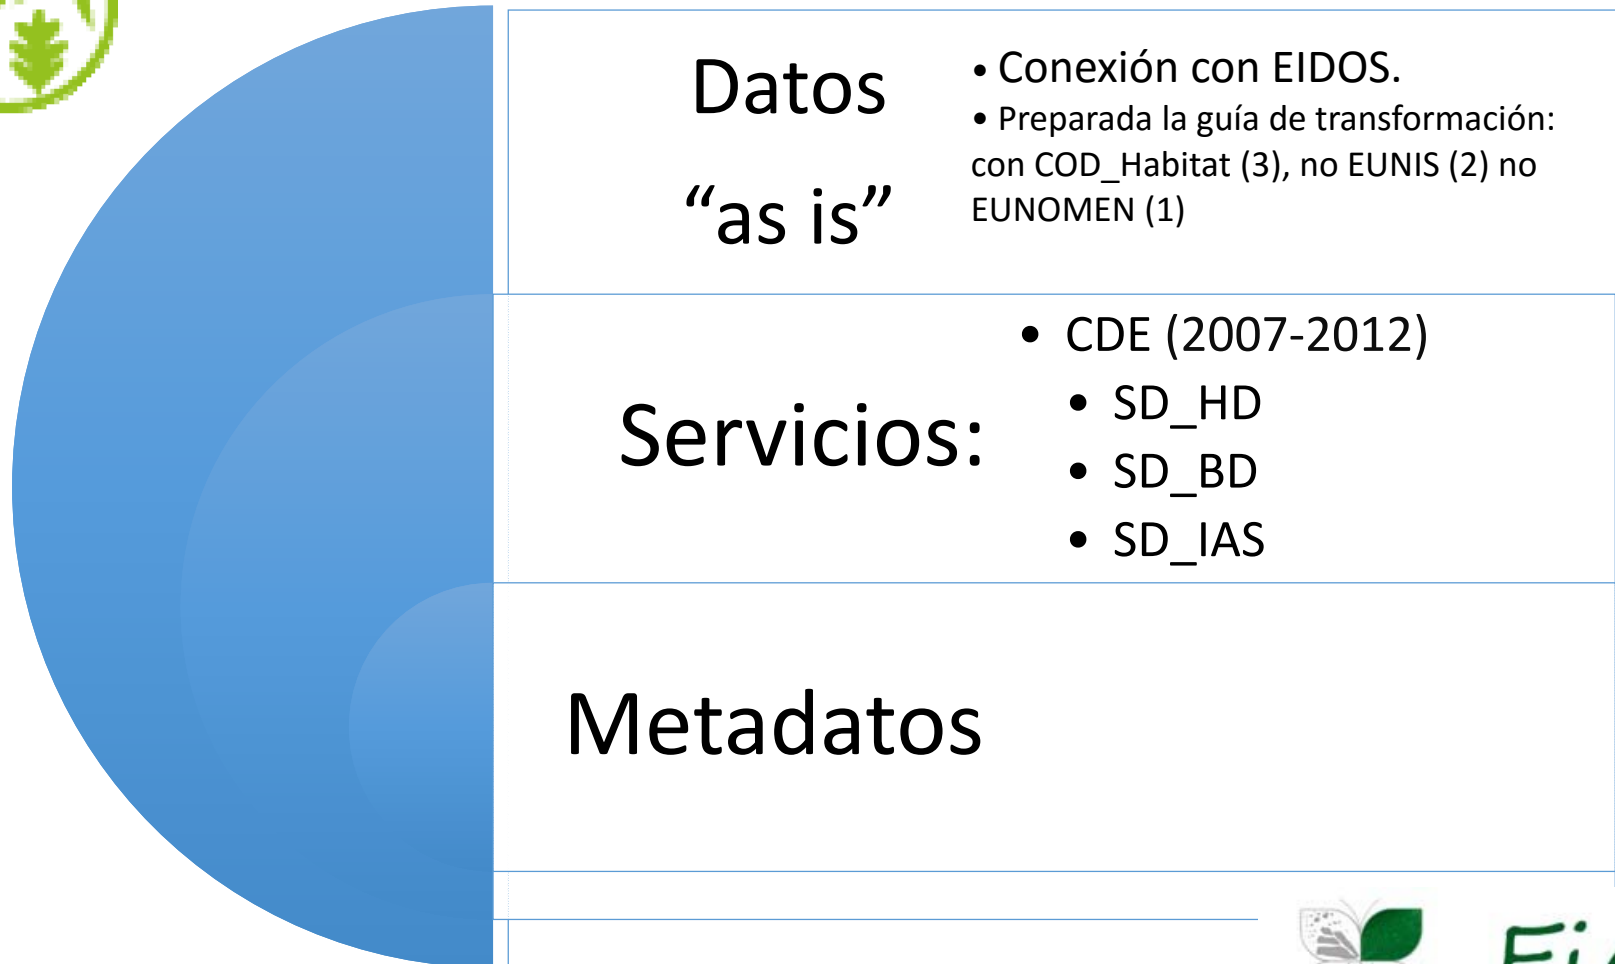 Datos
“as is”
• Conexión con EIDOS.
• Preparada la guía de transformación:
con COD_Habitat (3), no EUNIS (2) no
EUNOMEN (1)
Servicios:
• CDE (2007-2012)
• SD_HD
• SD_BD
• SD_IAS
Metadatos